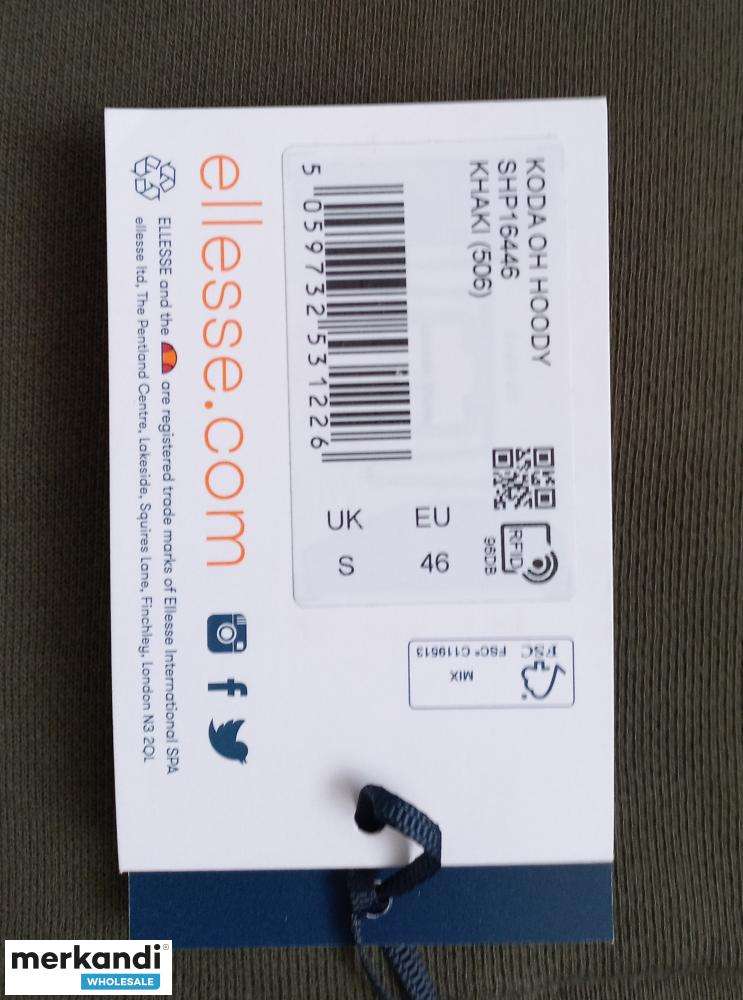 KODA OH HOODY
SHP16446
KHAKI (506)
5 059732 531226
RFID
96DB
EU
46
UK
S
FSC
FSC® C119513
MIX
ellesse.com
ELLESSE and the are registered trade marks of Ellesse International SPA
ellesse ltd, The Pentland Centre, Lakeside, Squires Lane, Finchley, London N3 2QL
merkandi®
WHOLESALE